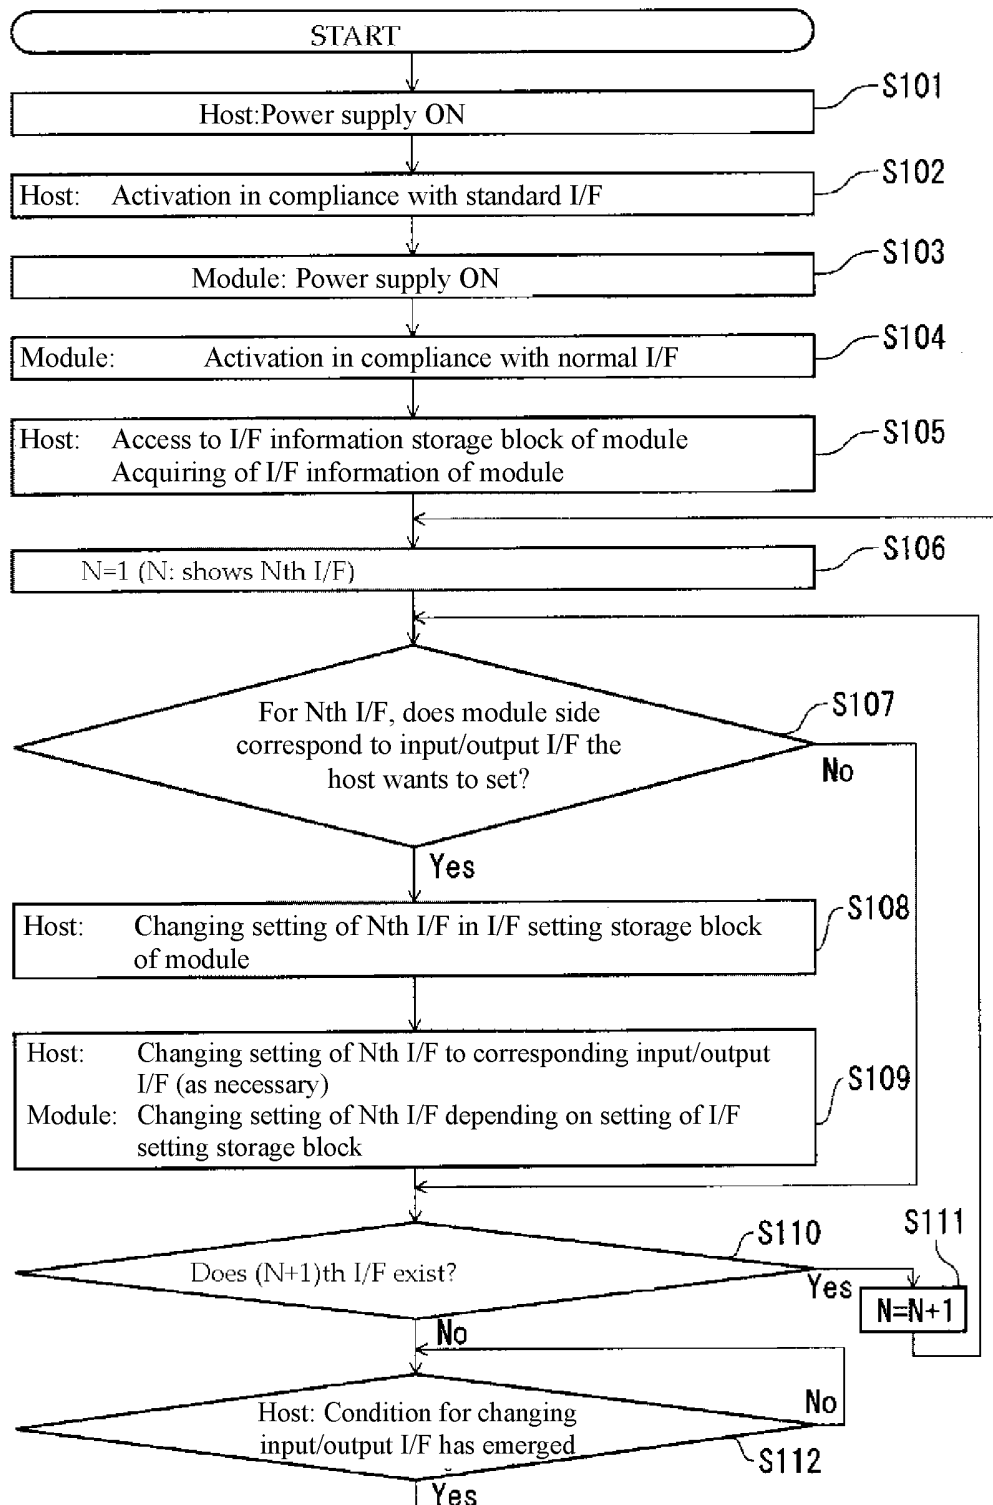 START
S101
Host:Power supply ON
S102
Host: Activation in compliance with standard I/F
S103
Module: Power supply ON
S104
Module: Activation in compliance with normal I/F
S105
Host: Access to I/F information storage block of module
Acquiring of I/F information of module
S106
N=1 (N: shows Nth I/F)
S107
For Nth I/F, does module side
correspond to input/output I/F the
host wants to set?
No
Yes
S108
Host: Changing setting of Nth I/F in I/F setting storage block
of module
S109
Host: Changing setting of Nth I/F to corresponding input/output
I/F (as necessary)
Module: Changing setting of Nth I/F depending on setting of I/F
setting storage block
S110
S111
Does (N+1)th I/F exist?
Yes
N=N+1
No
Host: Condition for changing
input/output I/F has emerged
No
S112
Yes